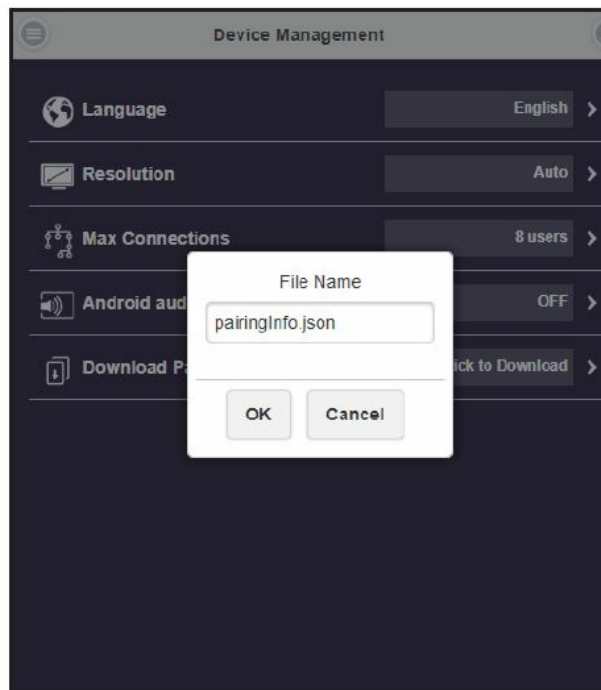 Device Management
Language English
Resolution Auto
Max Connections 8 users
File Name
Android aud OFF
pairingInfo.json
Download Pa ick to Download
OK Cancel